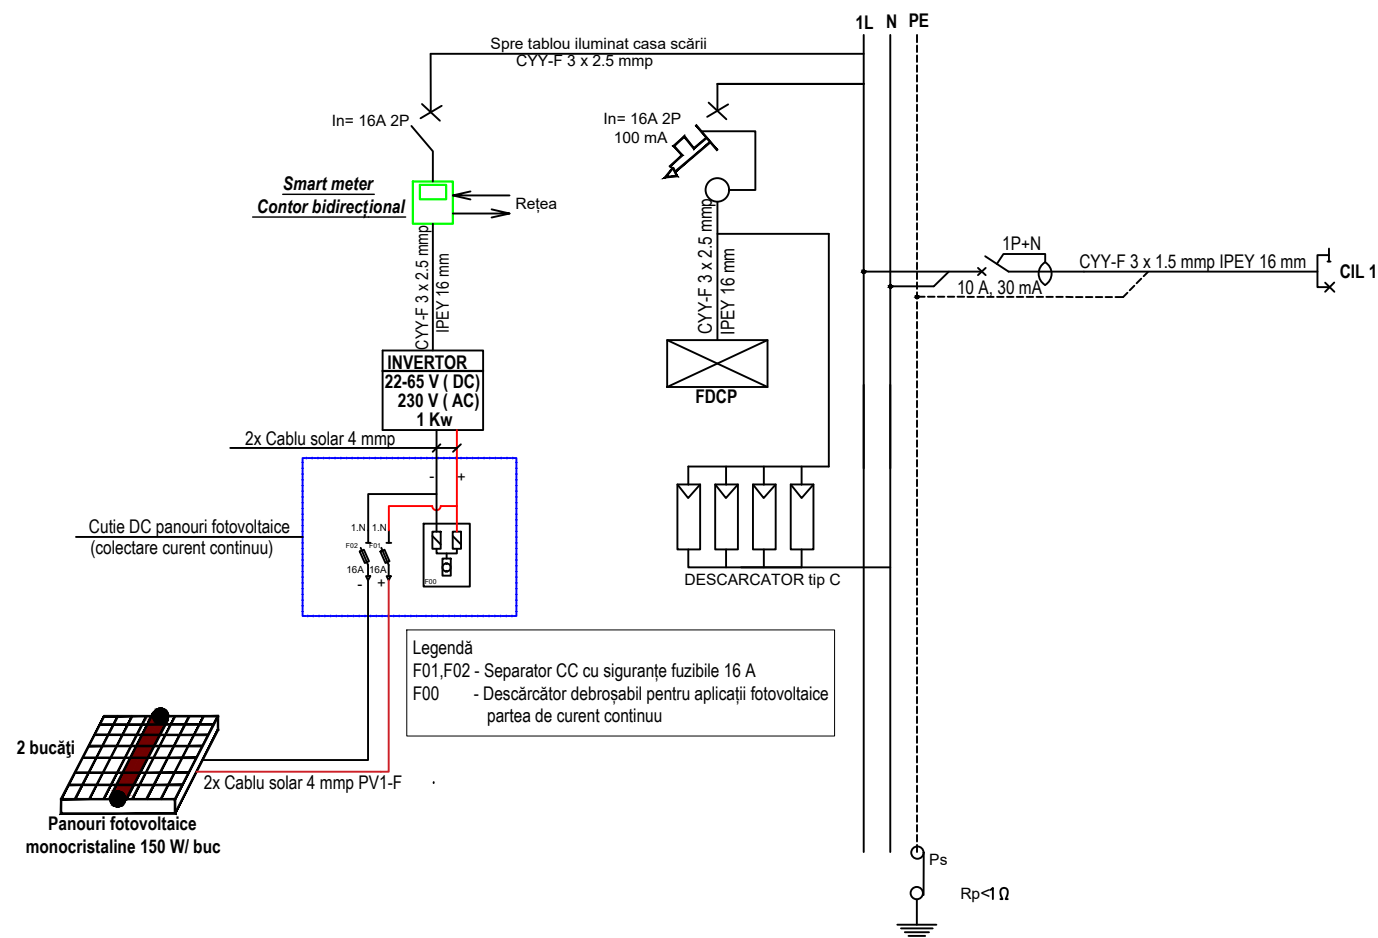 1L N PE
Spre tablou iluminat casa scării
CYY-F 3 x 2.5 mmp
In= 16A 2P
In= 16A 2P
100 mA
Smart meter
Contor bidirecțional
Rețea
CYY-F 3 x 2.5 mmp
IPEY 16 mm
CYY-F 3 x 2.5 mmp
IPEY 16 mm
1P+N
CYY-F 3 x 1.5 mmp IPEY 16 mm
CIL 1
10 A, 30 mA
INVERTOR
22-65 V ( DC)
230 V ( AC)
1 Kw
FDCP
2x Cablu solar 4 mmp
- +
Cutie DC panouri fotovoltaice
(colectare curent continuu)
1.N 1.N
F02 F01
16A 16A
- +
F00
DESCARCATOR tip C
Legendă
F01,F02 - Separator CC cu siguranțe fuzibile 16 A
F00 - Descărcător debroșabil pentru aplicații fotovoltaice
partea de curent continuu
2 bucăţi
2x Cablu solar 4 mmp PV1-F
Panouri fotovoltaice
monocristaline 150 W/ buc
Ps
Rp<1 Ω